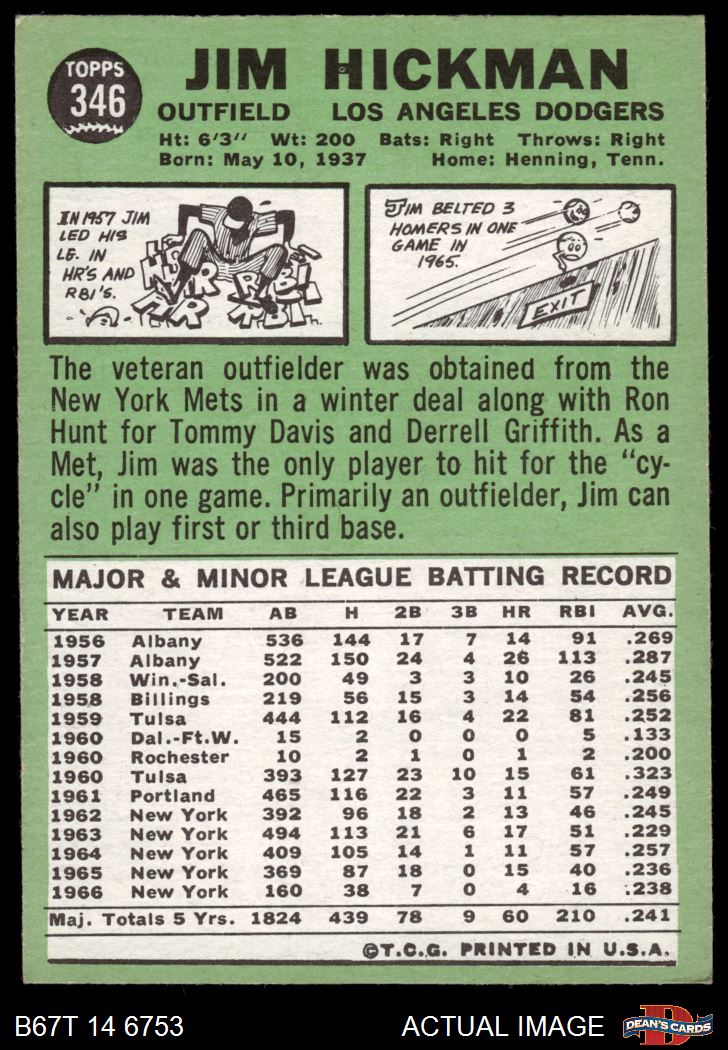 TOPPS
346
JIM HICKMAN
OUTFIELD LOS ANGELES DODGERS
Ht: 6'3" Wt: 200 Bats: Right Throws: Right
Born: May 10, 1937 Home: Henning, Tenn.
IN 1957 JIM
LED HIS
LG. IN
HR'S AND
RBI'S.
HR
HR
HR
RBI
RBI
JIM BELTED 3
HOMERS IN ONE
GAME IN
1965.
EXIT
The veteran outfielder was obtained from the
New York Mets in a winter deal along with Ron
Hunt for Tommy Davis and Derrell Griffith. As a
Met, Jim was the only player to hit for the "cy-
cle" in one game. Primarily an outfielder, Jim can
also play first or third base.
MAJOR & MINOR LEAGUE BATTING RECORD
YEAR TEAM AB H 2B 3B HR RBI AVG.
1956 Albany 536 144 17 7 14 91 .269
1957 Albany 522 150 24 4 26 113 .287
1958 Win.-Sal. 200 49 3 3 10 26 .245
1958 Billings 219 56 15 3 14 54 .256
1959 Tulsa 444 112 16 4 22 81 .252
1960 Dal.-Ft.W. 15 2 0 0 0 5 .133
1960 Rochester 10 2 1 0 1 2 .200
1960 Tulsa 393 127 23 10 15 61 .323
1961 Portland 465 116 22 3 11 57 .249
1962 New York 392 96 18 2 13 46 .245
1963 New York 494 113 21 6 17 51 .229
1964 New York 409 105 14 1 11 57 .257
1965 New York 369 87 18 0 15 40 .236
1966 New York 160 38 7 0 4 16 .238
Maj. Totals 5 Yrs. 1824 439 78 9 60 210 .241
©T.C.G. PRINTED IN U.S.A.
B67T 14 6753 ACTUAL IMAGE
D
DEAN'S CARDS